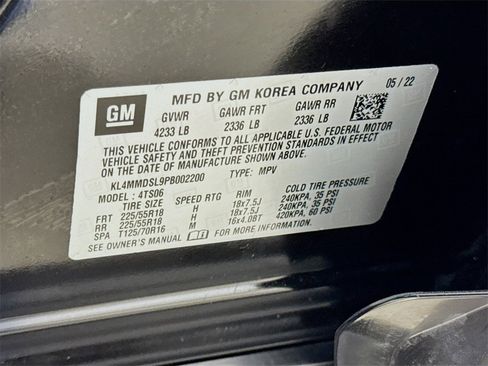 GM
MFD BY GM KOREA COMPANY 05/22
GVWR GAWR FRT GAWR RR
4233 LB 2336 LB 2336 LB
THIS VEHICLE CONFORMS TO ALL APPLICABLE U.S. FEDERAL MOTOR
VEHICLE SAFETY AND THEFT PREVENTION STANDARDS IN EFFECT
ON THE DATE OF MANUFACTURE SHOWN ABOVE.
KL4MMDSL9PB002200 TYPE: MPV
MODEL: 4TS06
TIRE SIZE SPEED RTG RIM COLD TIRE PRESSURE
FRT 225/55R18 H 18x7.5J 240KPA, 35 PSI
RR 225/55R18 H 18x7.5J 240KPA, 35 PSI
SPA T125/70R16 M 16x4.0BT 420KPA, 60 PSI
SEE OWNER'S MANUAL FOR MORE INFORMATION.